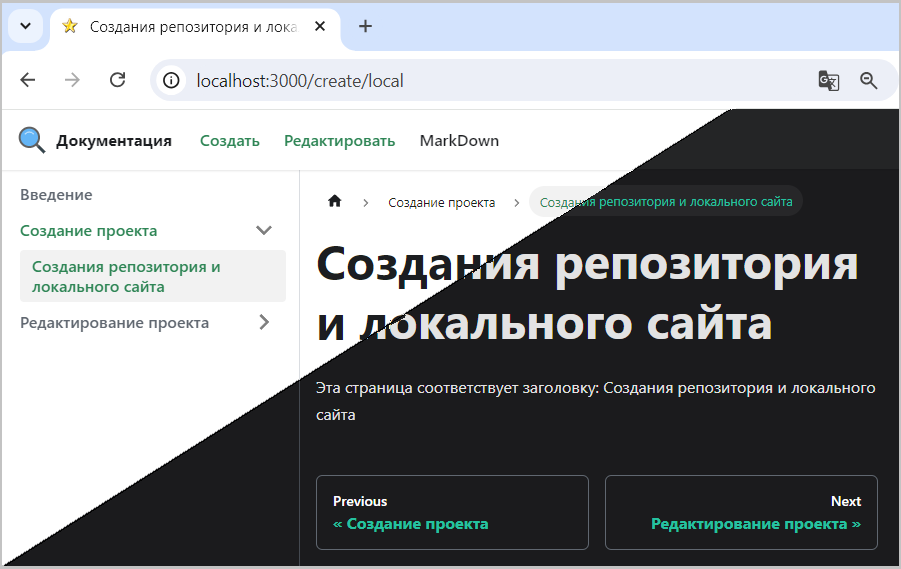 Создания репозитория и лока
localhost:3000/create/local
Документация Создать Редактировать MarkDown
Введение
Создание проекта
Создания репозитория и
локального сайта
Редактирование проекта
Создание проекта Создания репозитория и локального сайта
Создания репозитория
и локального сайта
Эта страница соответствует заголовку: Создания репозитория и локального
сайта
Previous
« Создание проекта
Next
Редактирование проекта »